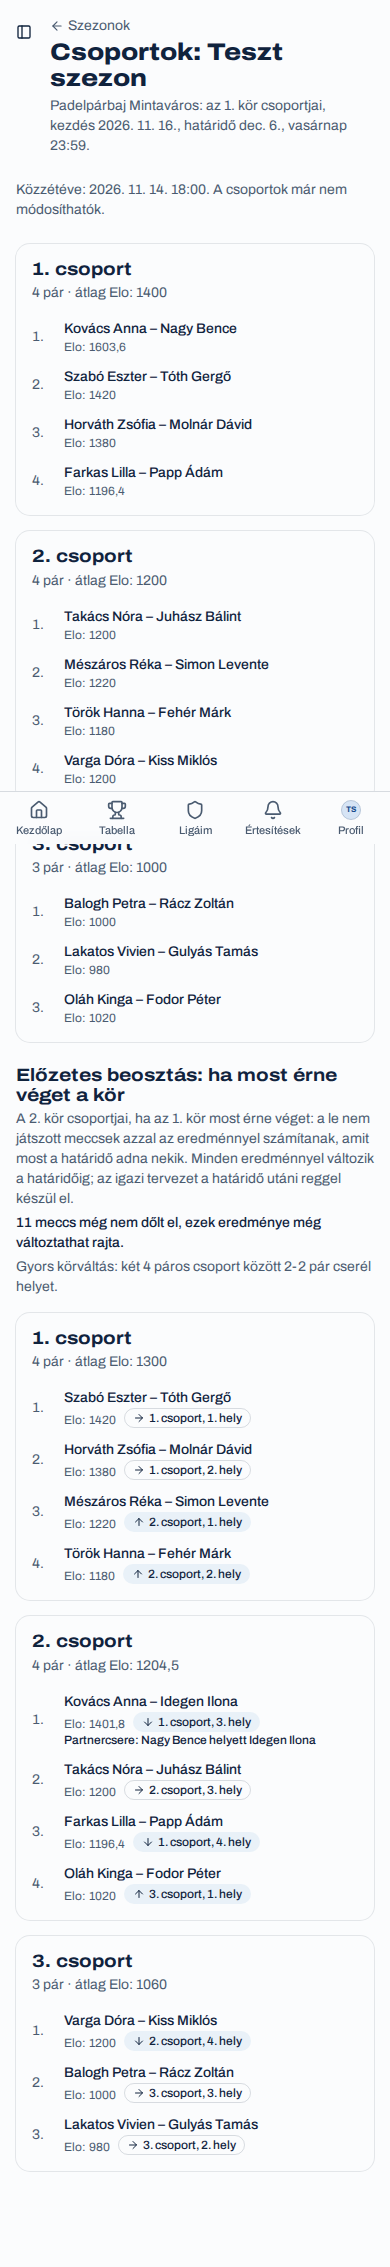 Szezonok
Csoportok: Teszt
szezon
Padelpárbaj Mintaváros: az 1. kör csoportjai,
kezdés 2026. 11. 16., határidő dec. 6., vasárnap
23:59.
Közzétéve: 2026. 11. 14. 18:00. A csoportok már nem
módosíthatók.
1. csoport
4 pár · átlag Elo: 1400
1.
Kovács Anna – Nagy Bence
Elo: 1603,6
2.
Szabó Eszter – Tóth Gergő
Elo: 1420
3.
Horváth Zsófia – Molnár Dávid
Elo: 1380
4.
Farkas Lilla – Papp Ádám
Elo: 1196,4
2. csoport
4 pár · átlag Elo: 1200
1.
Takács Nóra – Juhász Bálint
Elo: 1200
2.
Mészáros Réka – Simon Levente
Elo: 1220
3.
Török Hanna – Fehér Márk
Elo: 1180
4.
Varga Dóra – Kiss Miklós
Elo: 1200
TS
Kezdőlap Tabella Ligáim Értesítések Profil
3. csoport
3 pár · átlag Elo: 1000
1.
Balogh Petra – Rácz Zoltán
Elo: 1000
2.
Lakatos Vivien – Gulyás Tamás
Elo: 980
3.
Oláh Kinga – Fodor Péter
Elo: 1020
Előzetes beosztás: ha most érne
véget a kör
A 2. kör csoportjai, ha az 1. kör most érne véget: a le nem
játszott meccsek azzal az eredménnyel számítanak, amit
most a határidő adna nekik. Minden eredménnyel változik
a határidőig; az igazi tervezet a határidő utáni reggel
készül el.
11 meccs még nem dőlt el, ezek eredménye még
változtathat rajta.
Gyors körváltás: két 4 páros csoport között 2-2 pár cserél
helyet.
1. csoport
4 pár · átlag Elo: 1300
1.
Szabó Eszter – Tóth Gergő
Elo: 1420 → 1. csoport, 1. hely
2.
Horváth Zsófia – Molnár Dávid
Elo: 1380 → 1. csoport, 2. hely
3.
Mészáros Réka – Simon Levente
Elo: 1220 ↑ 2. csoport, 1. hely
4.
Török Hanna – Fehér Márk
Elo: 1180 ↑ 2. csoport, 2. hely
2. csoport
4 pár · átlag Elo: 1204,5
1.
Kovács Anna – Idegen Ilona
Elo: 1401,8 ↓ 1. csoport, 3. hely
Partnercsere: Nagy Bence helyett Idegen Ilona
2.
Takács Nóra – Juhász Bálint
Elo: 1200 → 2. csoport, 3. hely
3.
Farkas Lilla – Papp Ádám
Elo: 1196,4 ↓ 1. csoport, 4. hely
4.
Oláh Kinga – Fodor Péter
Elo: 1020 ↑ 3. csoport, 1. hely
3. csoport
3 pár · átlag Elo: 1060
1.
Varga Dóra – Kiss Miklós
Elo: 1200 ↓ 2. csoport, 4. hely
2.
Balogh Petra – Rácz Zoltán
Elo: 1000 → 3. csoport, 3. hely
3.
Lakatos Vivien – Gulyás Tamás
Elo: 980 → 3. csoport, 2. hely